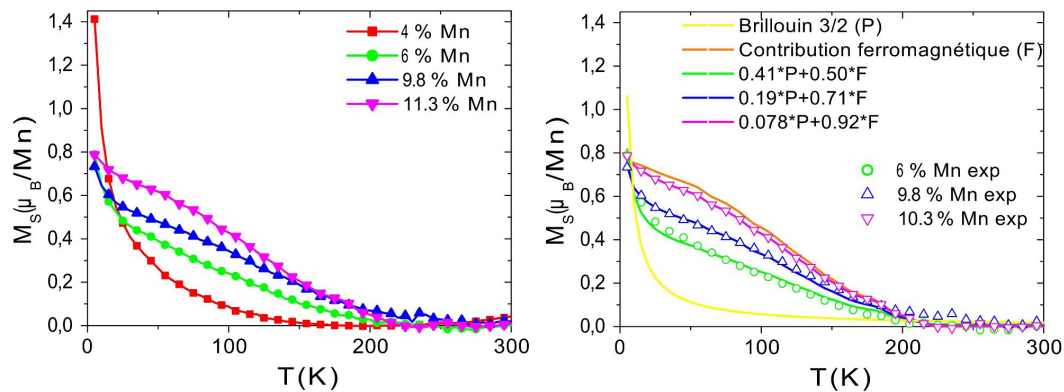 1,4
1,2
1,0
0,8
0,6
0,4
0,2
0,0
M_S(µ_B/Mn)
0
100
200
300
T(K)
4 % Mn
6 % Mn
9.8 % Mn
11.3 % Mn
1,4
1,2
1,0
0,8
0,6
0,4
0,2
0,0
M_S(µ_B/Mn)
0
100
200
300
T(K)
Brillouin 3/2 (P)
Contribution ferromagnétique (F)
0.41*P+0.50*F
0.19*P+0.71*F
0.078*P+0.92*F
6 % Mn exp
9.8 % Mn exp
10.3 % Mn exp